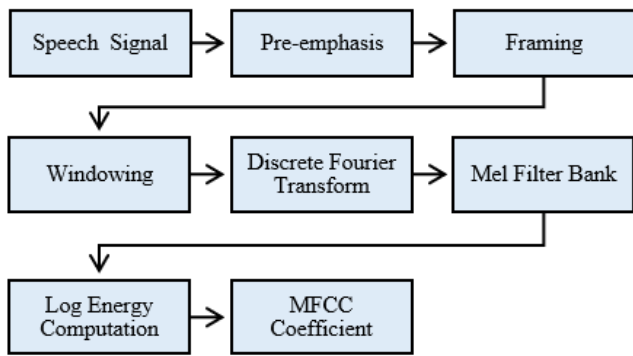 Speech Signal
Pre-emphasis
Framing
Windowing
Discrete Fourier
Transform
Mel Filter Bank
Log Energy
Computation
MFCC
Coefficient